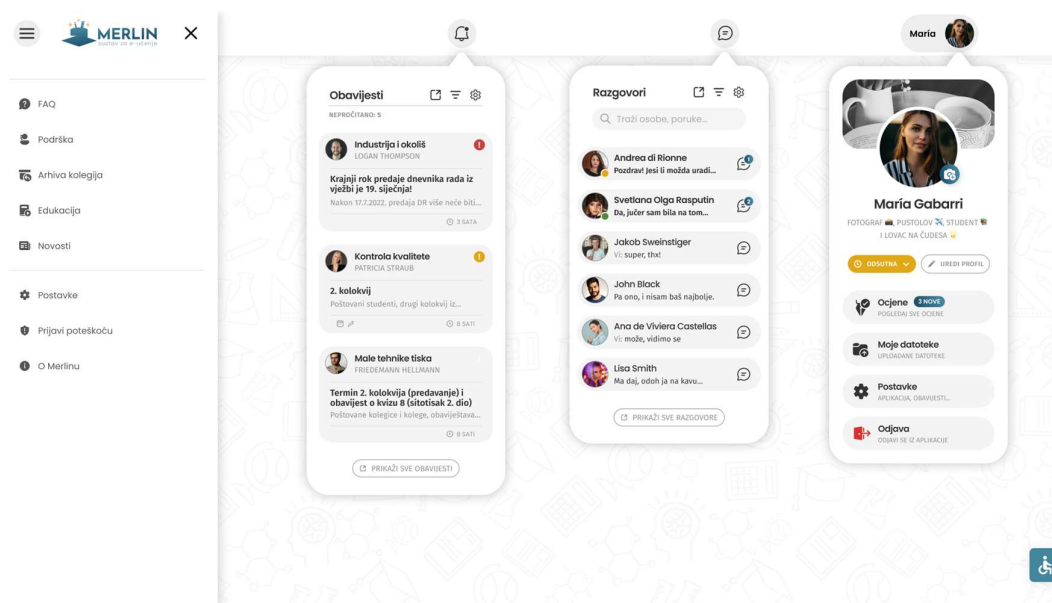 MERLIN
sustav za e-učenje
FAQ
Podrška
Arhiva kolegija
Edukacija
Novosti
Postavke
Prijavi poteškoću
O Merlinu
Obavijesti
NEPROČITANO: 5
Industrija i okoliš
LOGAN THOMPSON
Krajnji rok predaje dnevnika rada iz
vježbi je 19. siječnja!
Nakon 17.7.2022. predaja DR više neće biti...
3 SATA
Kontrola kvalitete
PATRICIA STRAUB
2. kolokvij
Poštovani studenti, drugi kolokvij iz...
8 SATI
Male tehnike tiska
FRIEDEMANN HELLMANN
Termin 2. kolokvija (predavanje) i
obavijest o kvizu 8 (sitotisak 2. dio)
Poštovane kolegice i kolege, obavještava...
8 SATI
PRIKAŽI SVE OBAVIJESTI
Razgovori
Traži osobe, poruke...
Andrea di Rionne
1
Pozdrav! Jesi li možda uradi...
Svetlana Olga Rasputin
2
Da, jučer sam bila na tom...
Jakob Sweinstiger
Vi: super, thx!
John Black
Pa ono, i nisam baš najbolje.
Ana de Viviera Castellas
Vi: može, vidimo se
Lisa Smith
Ma daj, odoh ja na kavu...
PRIKAŽI SVE RAZGOVORE
María
María Gabarri
FOTOGRAF 📷, PUSTOLOV ✈️, STUDENT 📚
I LOVAC NA ČUDESA 💡
ODSUTNA
UREDI PROFIL
Ocjene 3 NOVE
POGLEDAJ SVE OCJENE
Moje datoteke
UPLOADANE DATOTEKE
Postavke
APLIKACIJA, OBAVIJESTI...
Odjava
ODJAVI SE IZ APLIKACIJE